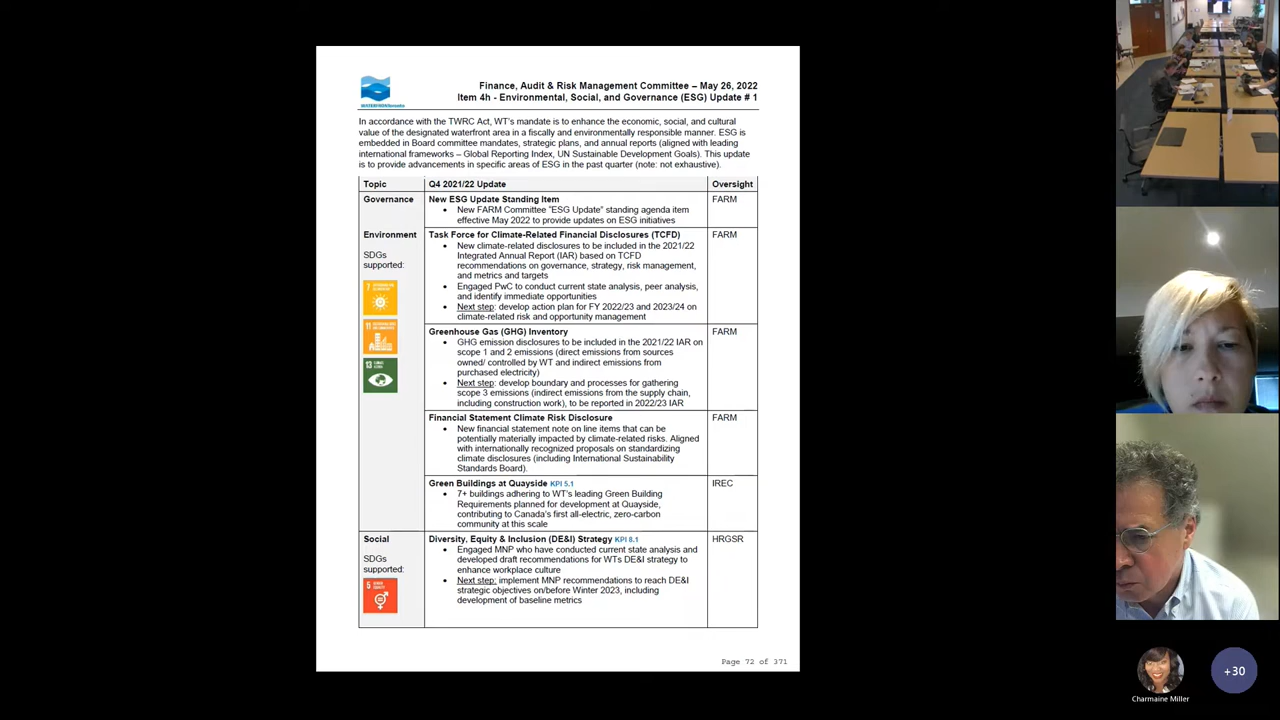 Finance, Audit & Risk Management Committee – May 26, 2022
Item 4h - Environmental, Social, and Governance (ESG) Update # 1
WATERFRONToronto
In accordance with the TWRC Act, WT's mandate is to enhance the economic, social, and cultural
value of the designated waterfront area in a fiscally and environmentally responsible manner. ESG is
embedded in Board committee mandates, strategic plans, and annual reports (aligned with leading
international frameworks – Global Reporting Index, UN Sustainable Development Goals). This update
is to provide advancements in specific areas of ESG in the past quarter (note: not exhaustive).
Topic Q4 2021/22 Update Oversight
Governance New ESG Update Standing Item FARM
• New FARM Committee "ESG Update" standing agenda item
effective May 2022 to provide updates on ESG initiatives
Environment Task Force for Climate-Related Financial Disclosures (TCFD) FARM
SDGs
supported:
7
11
13 CLIMATE ACTION
• New climate-related disclosures to be included in the 2021/22
Integrated Annual Report (IAR) based on TCFD
recommendations on governance, strategy, risk management,
and metrics and targets
• Engaged PwC to conduct current state analysis, peer analysis,
and identify immediate opportunities
• Next step: develop action plan for FY 2022/23 and 2023/24 on
climate-related risk and opportunity management
Greenhouse Gas (GHG) Inventory FARM
• GHG emission disclosures to be included in the 2021/22 IAR on
scope 1 and 2 emissions (direct emissions from sources
owned/ controlled by WT and indirect emissions from
purchased electricity)
• Next step: develop boundary and processes for gathering
scope 3 emissions (indirect emissions from the supply chain,
including construction work), to be reported in 2022/23 IAR
Financial Statement Climate Risk Disclosure FARM
• New financial statement note on line items that can be
potentially materially impacted by climate-related risks. Aligned
with internationally recognized proposals on standardizing
climate disclosures (including International Sustainability
Standards Board).
Green Buildings at Quayside KPI 5.1 IREC
• 7+ buildings adhering to WT's leading Green Building
Requirements planned for development at Quayside,
contributing to Canada's first all-electric, zero-carbon
community at this scale
Social Diversity, Equity & Inclusion (DE&I) Strategy KPI 8.1 HRGSR
SDGs
supported:
5 GENDER EQUALITY
• Engaged MNP who have conducted current state analysis and
developed draft recommendations for WTs DE&I strategy to
enhance workplace culture
• Next step: implement MNP recommendations to reach DE&I
strategic objectives on/before Winter 2023, including
development of baseline metrics
Page 72 of 371
Charmaine Miller
+30